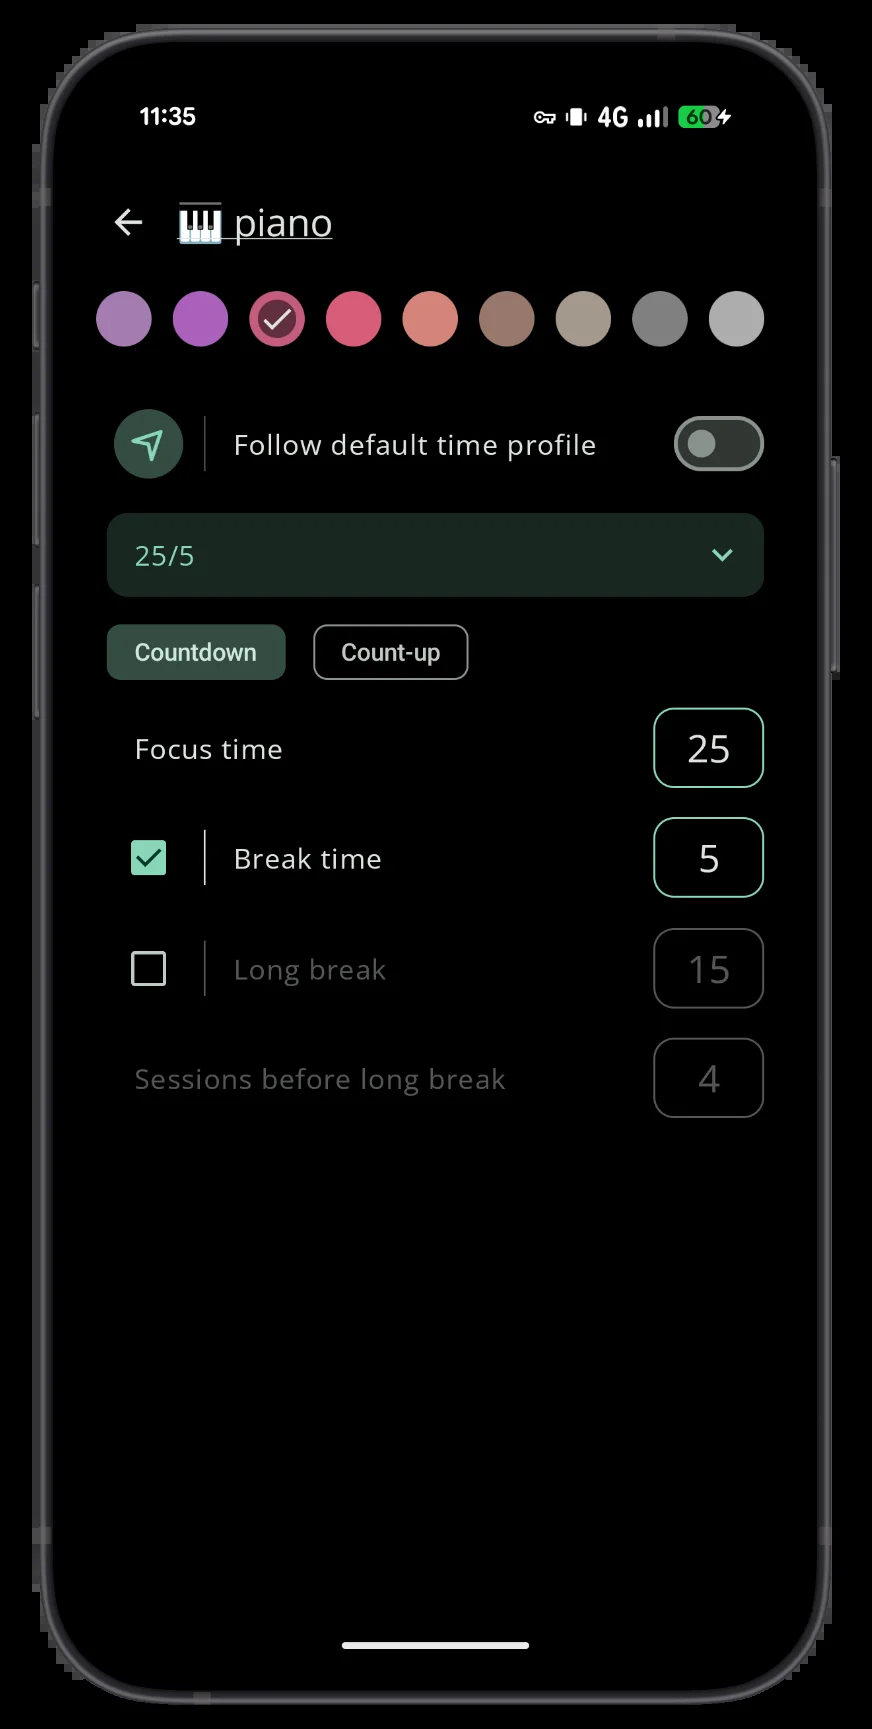 11:35 4G 60
🎹 piano
Follow default time profile
25/5
Countdown Count-up
Focus time 25
Break time 5
Long break 15
Sessions before long break 4